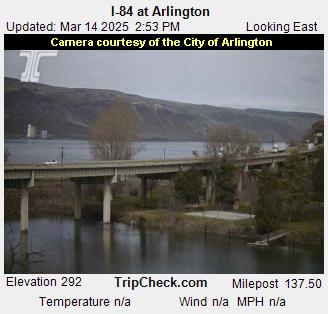 I-84 at Arlington
Updated: Mar 14 2025 2:53 PM Looking East
Camera courtesy of the City of Arlington
Elevation 292 TripCheck.com Milepost 137.50
Temperature n/a Wind n/a MPH n/a